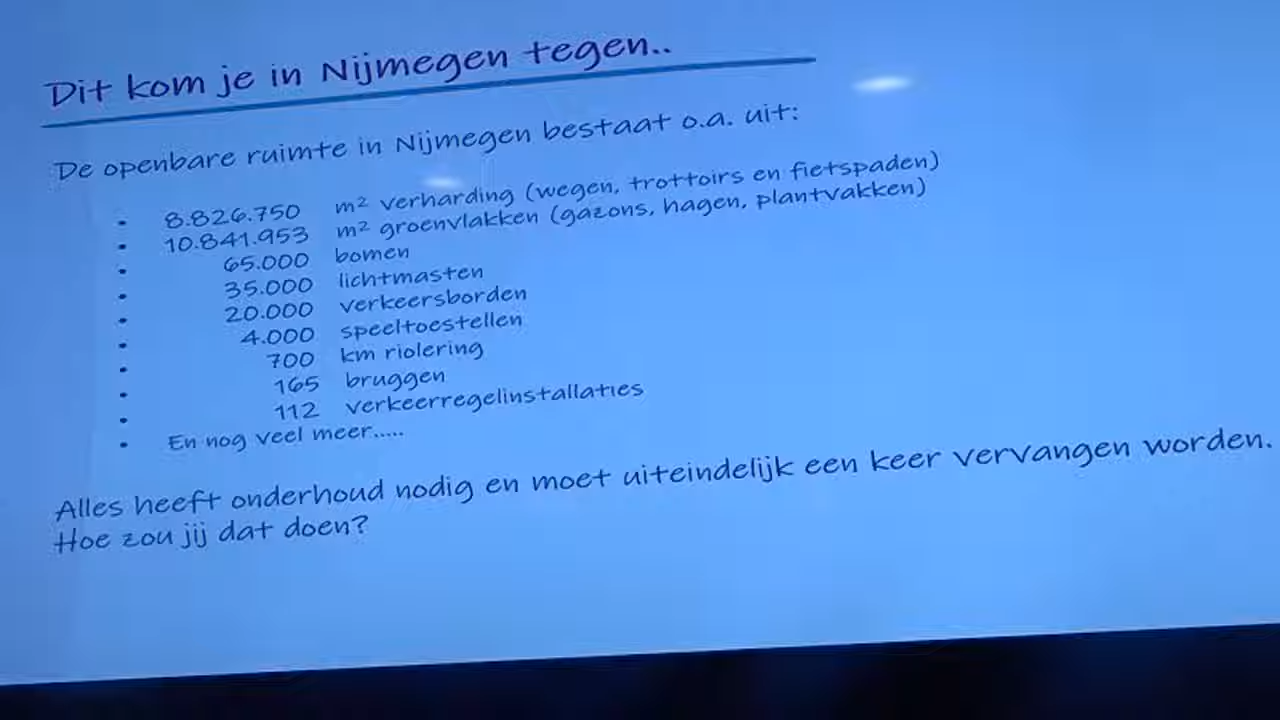 Dit kom je in Nijmegen tegen..
De openbare ruimte in Nijmegen bestaat o.a. uit:
• 8.826.750 m² verharding (wegen, trottoirs en fietspaden)
• 10.841.953 m² groenvlakken (gazons, hagen, plantvakken)
• 65.000 bomen
• 35.000 lichtmasten
• 20.000 verkeersborden
• 4.000 speeltoestellen
• 700 km riolering
• 165 bruggen
• 112 verkeerregelinstallaties
• En nog veel meer.....
Alles heeft onderhoud nodig en moet uiteindelijk een keer vervangen worden.
Hoe zou jij dat doen?